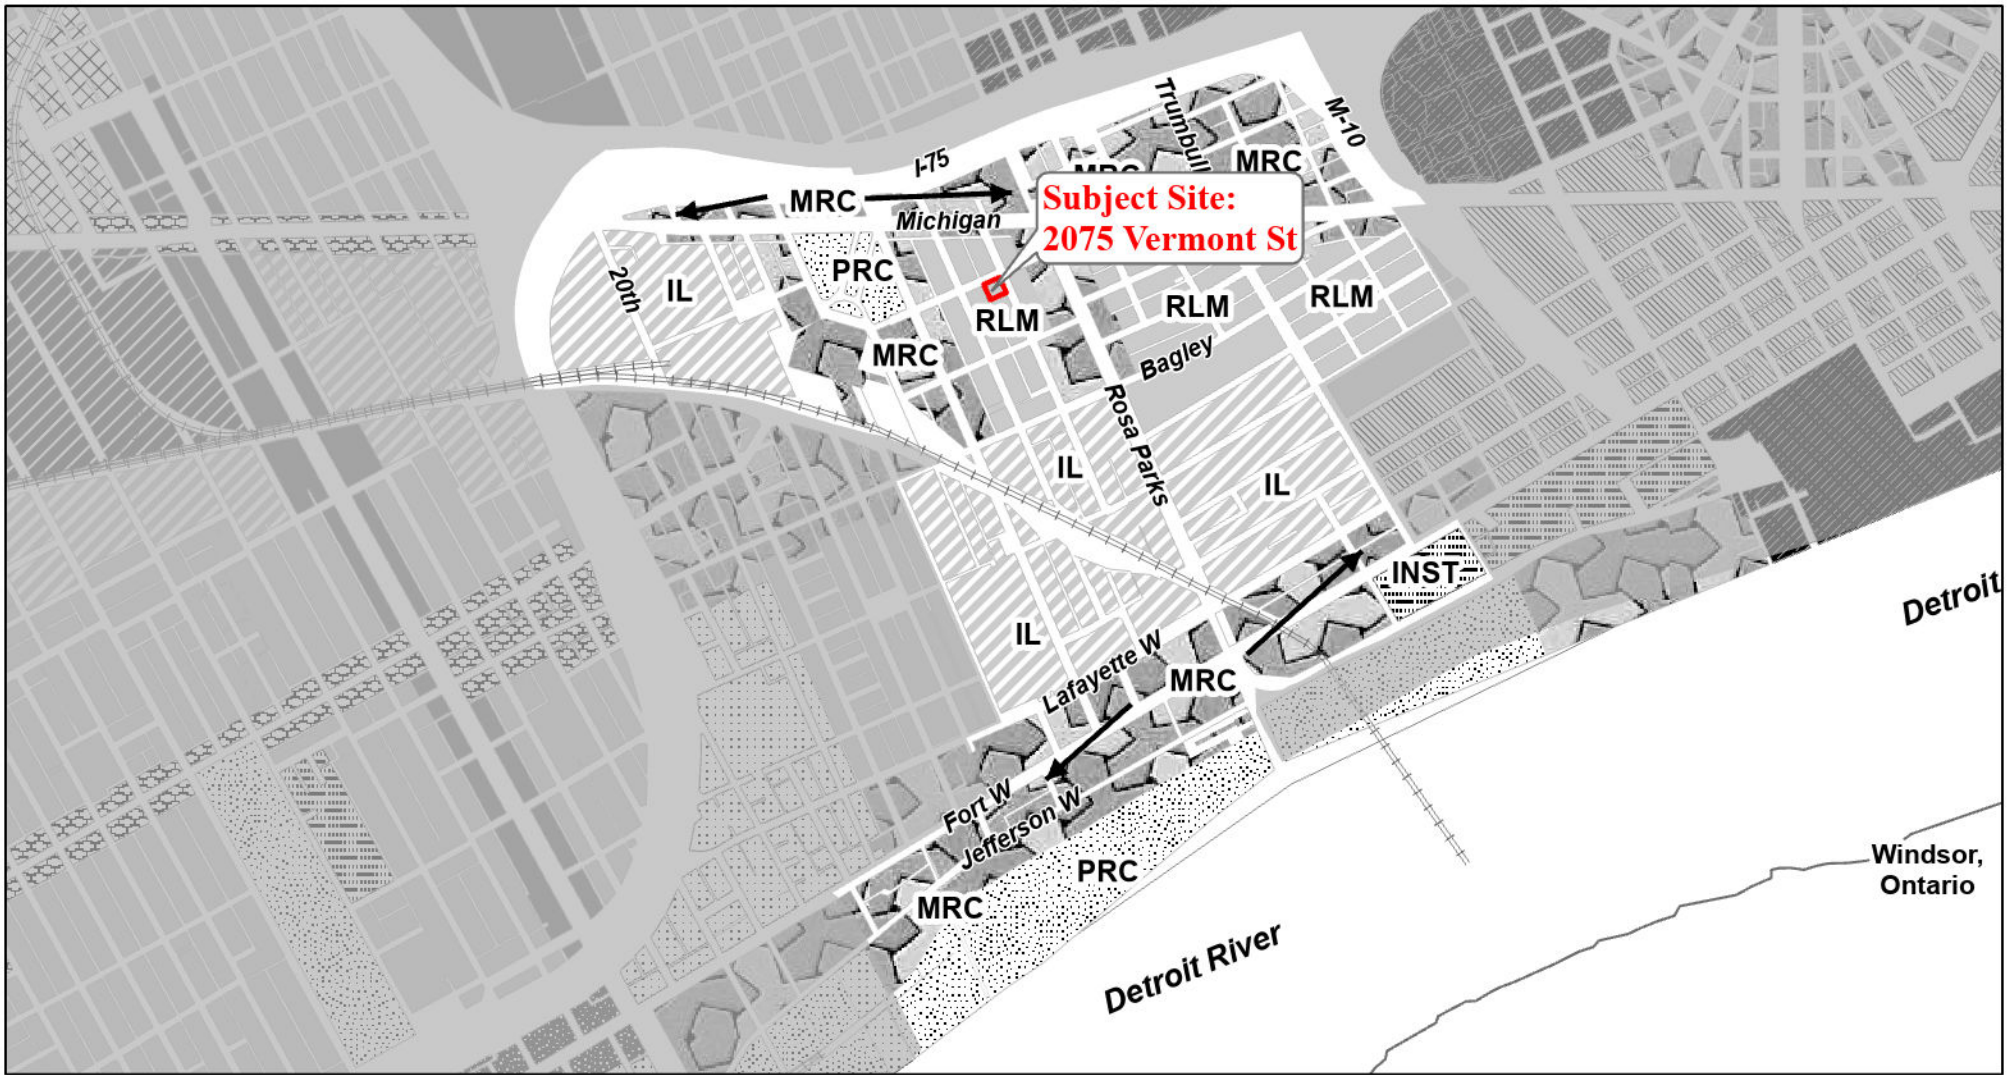 Trumbull
M-10
I-75
MRC
MRC
MRC
Subject Site:
2075 Vermont St
Michigan
20th
IL
PRC
RLM
RLM
RLM
MRC
Bagley
Rosa Parks
IL
IL
INST
Detroit
IL
Lafayette W
MRC
Fort W
Jefferson W
PRC
MRC
Windsor,
Ontario
Detroit River